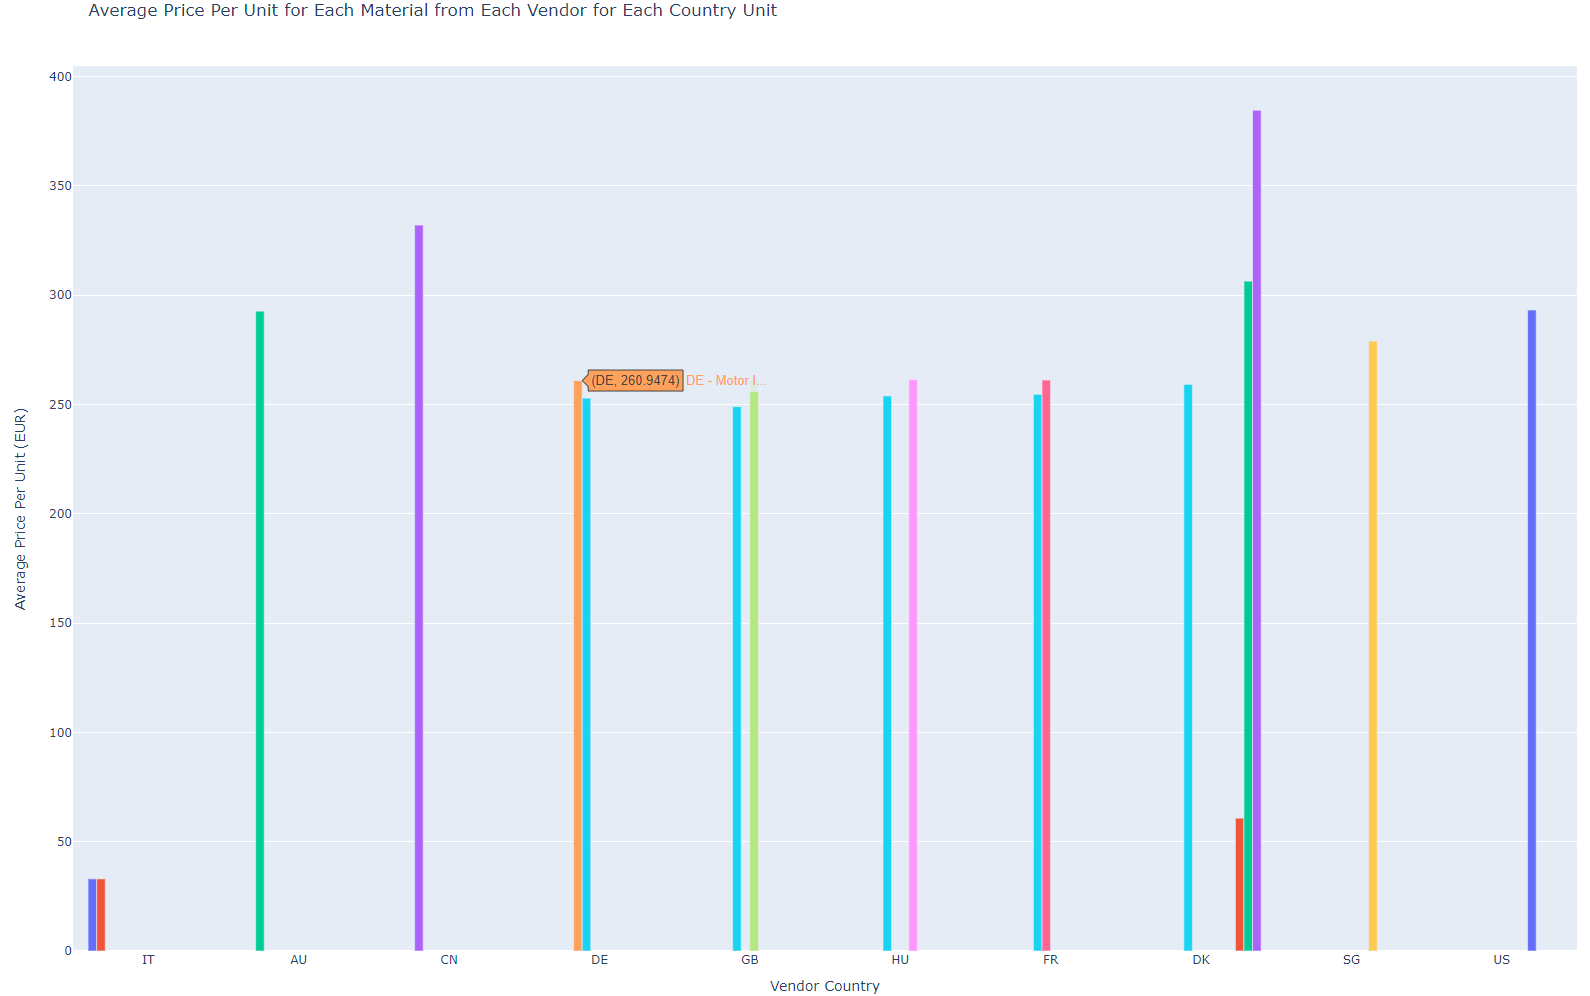 Average Price Per Unit for Each Material from Each Vendor for Each Country Unit
400
350
300
250
200
150
100
50
0
Average Price Per Unit (EUR)
(DE, 260.9474) DE - Motor I...
IT AU CN DE GB HU FR DK SG US
Vendor Country